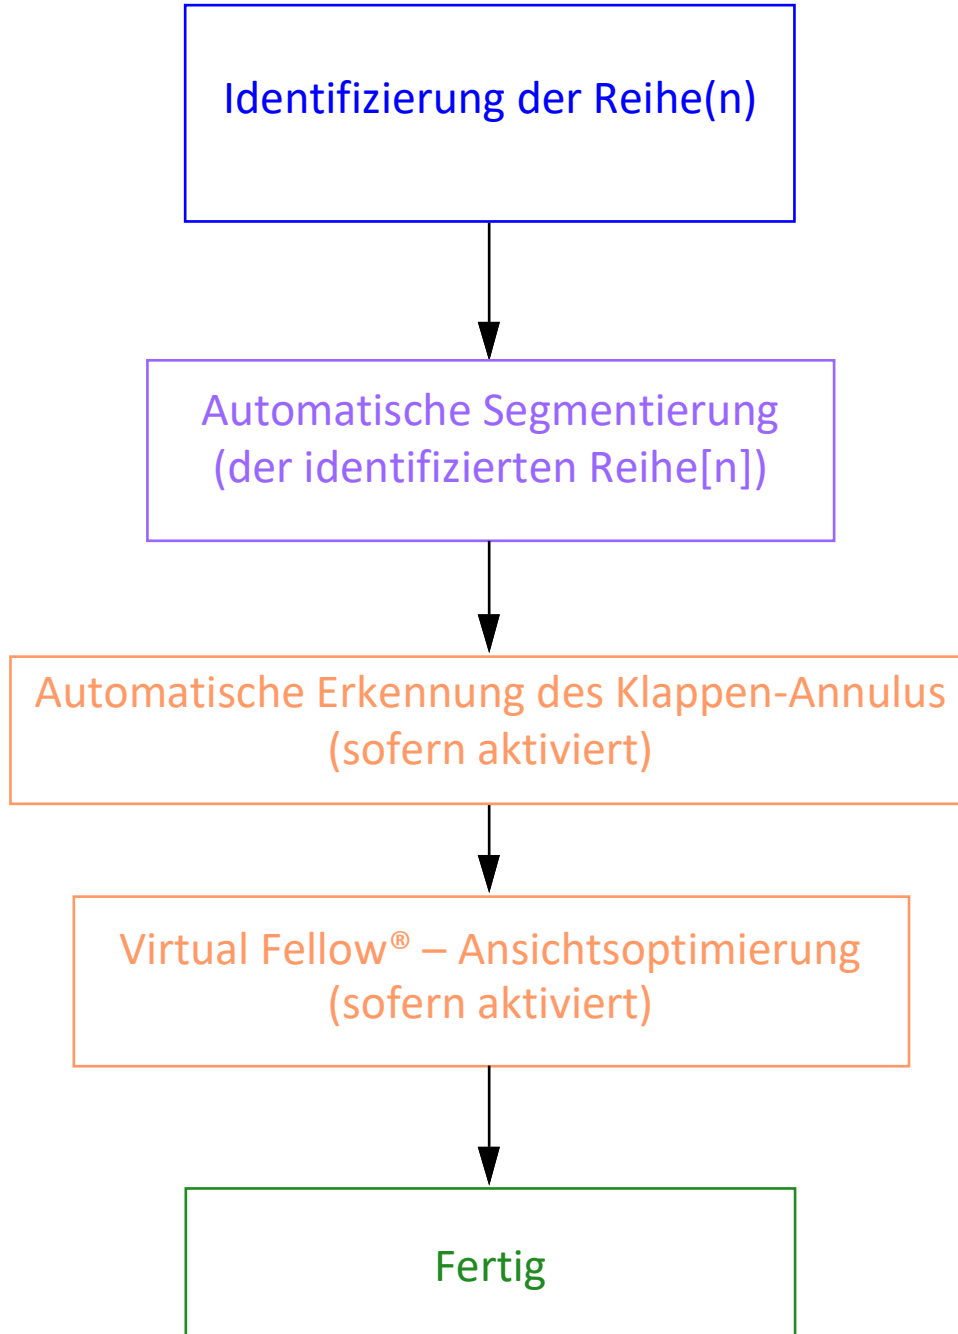 Identifizierung der Reihe(n)
Automatische Segmentierung
(der identifizierten Reihe[n])
Automatische Erkennung des Klappen-Annulus
(sofern aktiviert)
Virtual Fellow® – Ansichtsoptimierung
(sofern aktiviert)
Fertig